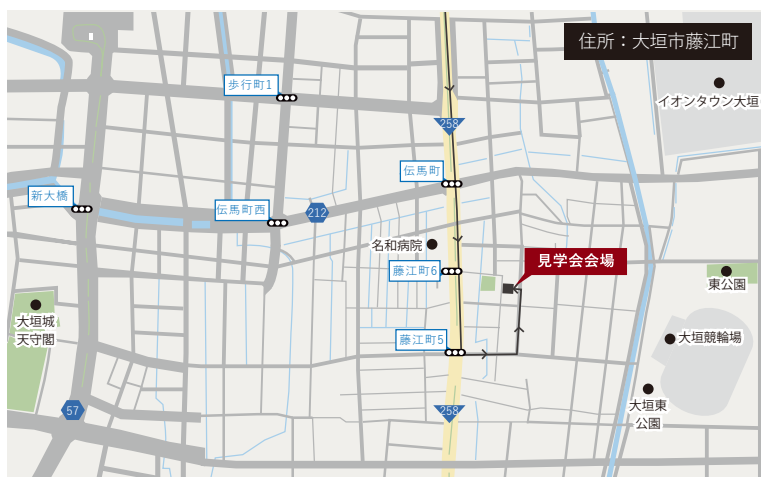 住所：大垣市藤江町
歩行町1
イオンタウン大垣
258
伝馬町
新大橋
伝馬町西
212
名和病院
見学会会場
藤江町6
東公園
大垣城
天守閣
藤江町5
大垣競輪場
57
258
大垣東
公園